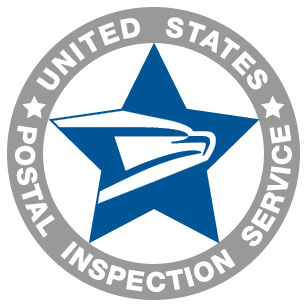 UNITED STATES
POSTAL INSPECTION SERVICE